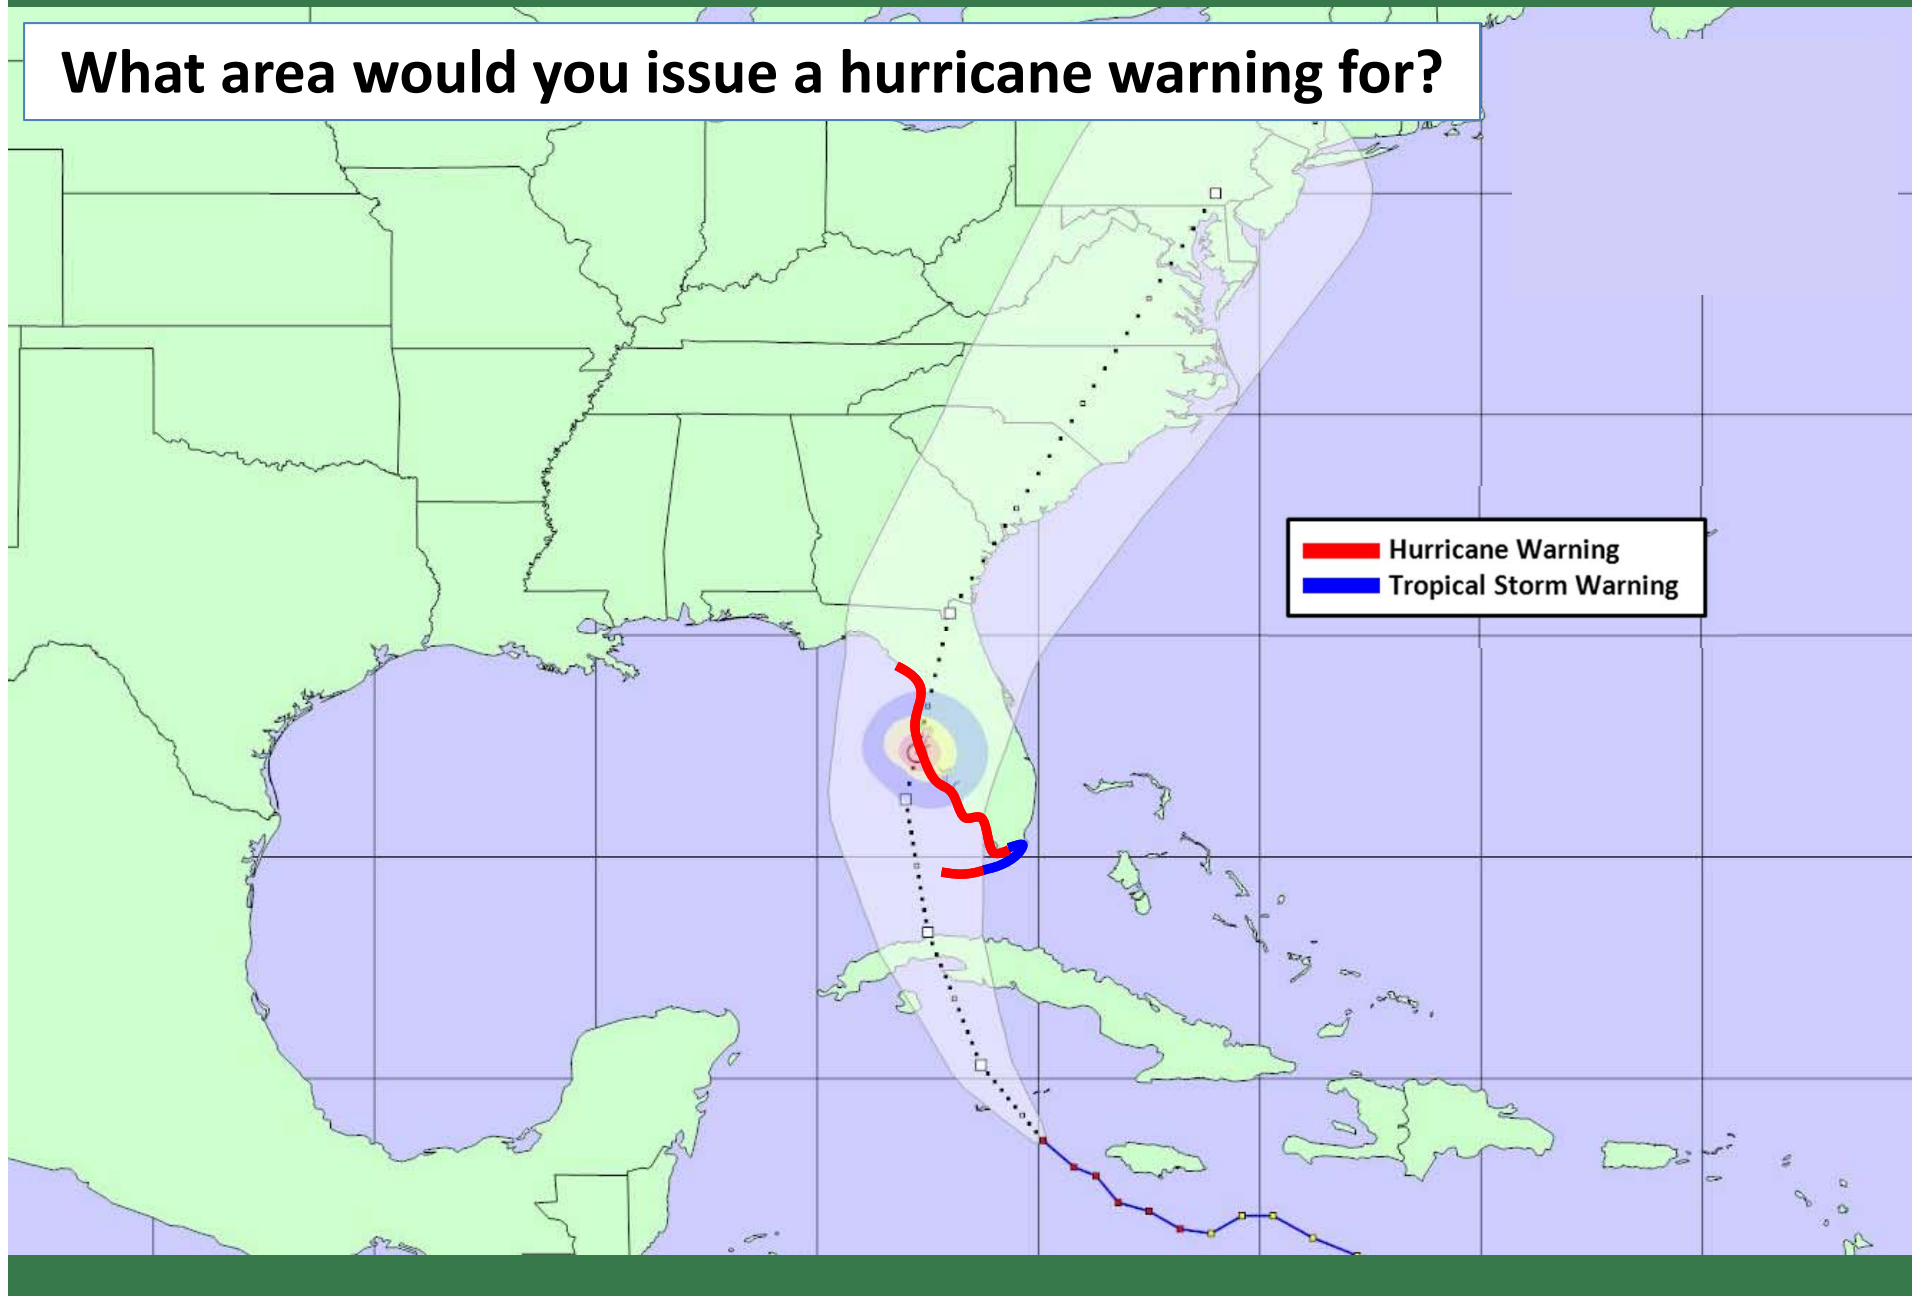 What area would you issue a hurricane warning for?
Hurricane Warning
Tropical Storm Warning